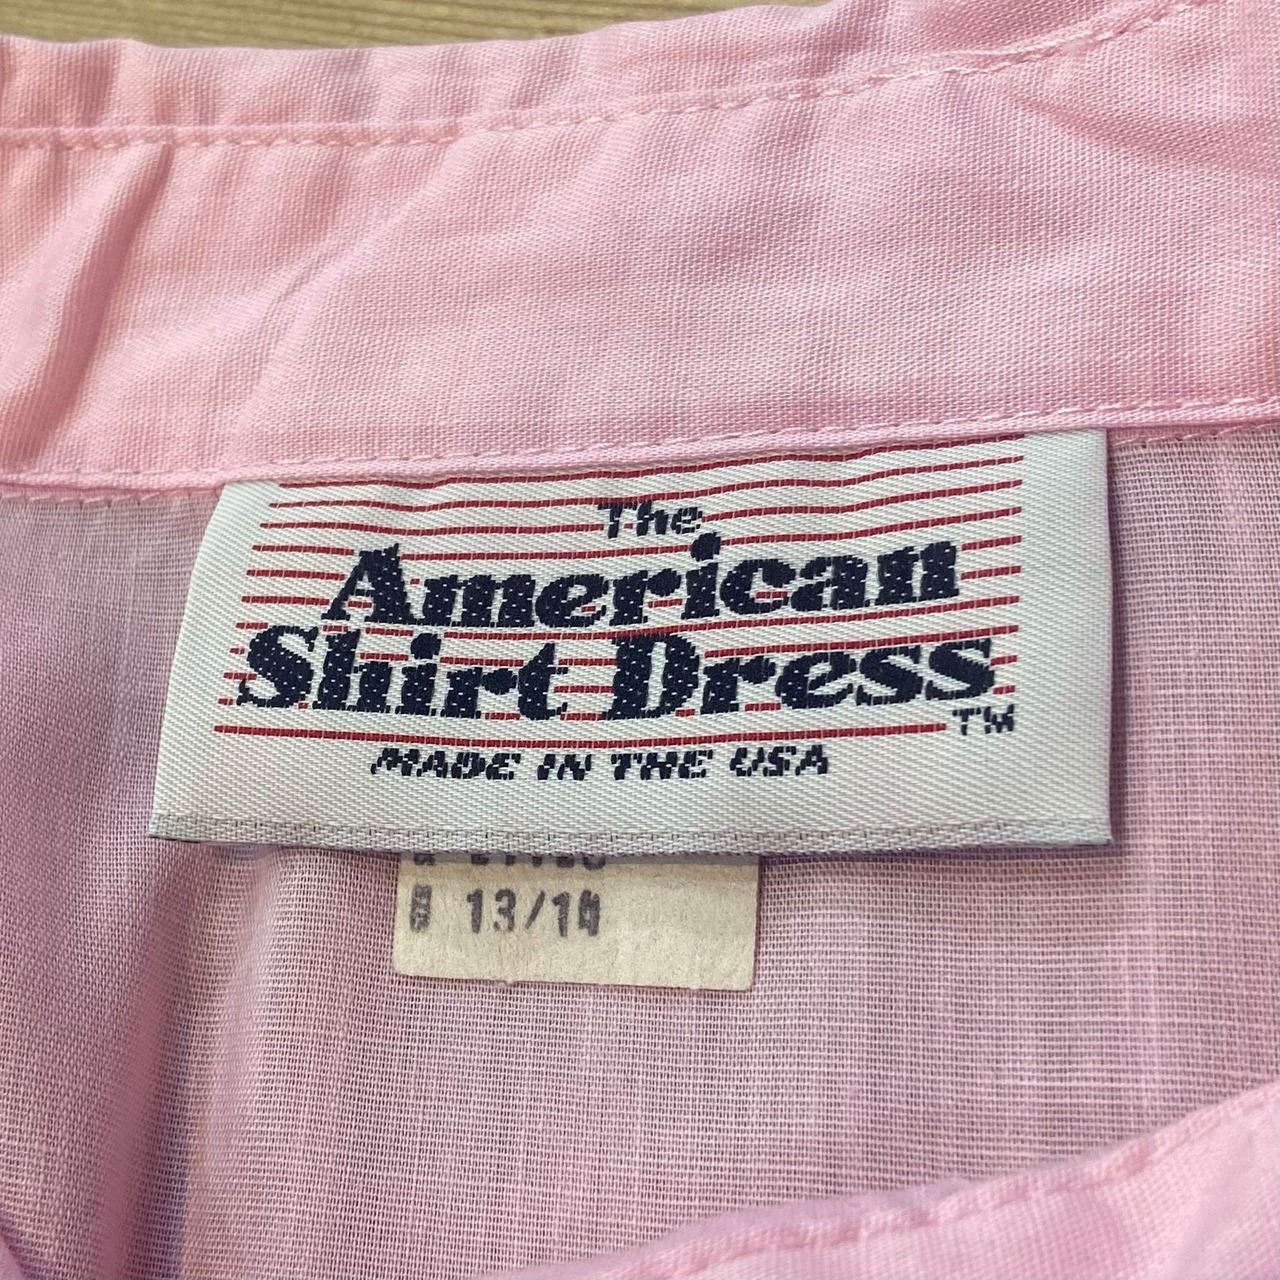 The
American
Shirt Dress
TM
MADE IN THE USA
13/14